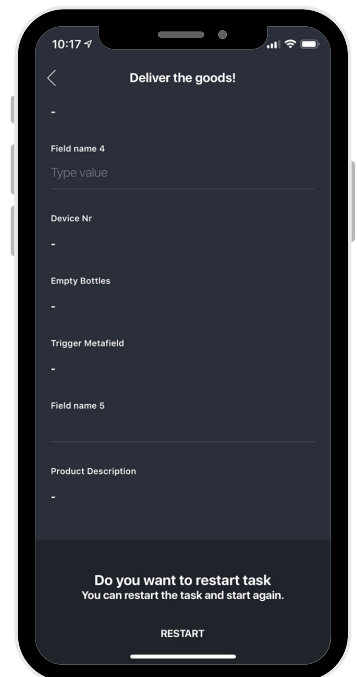 10:17
Deliver the goods!
-
Field name 4
Type value
Device Nr
-
Empty Bottles
-
Trigger Metafield
-
Field name 5
Product Description
-
Do you want to restart task
You can restart the task and start again.
RESTART